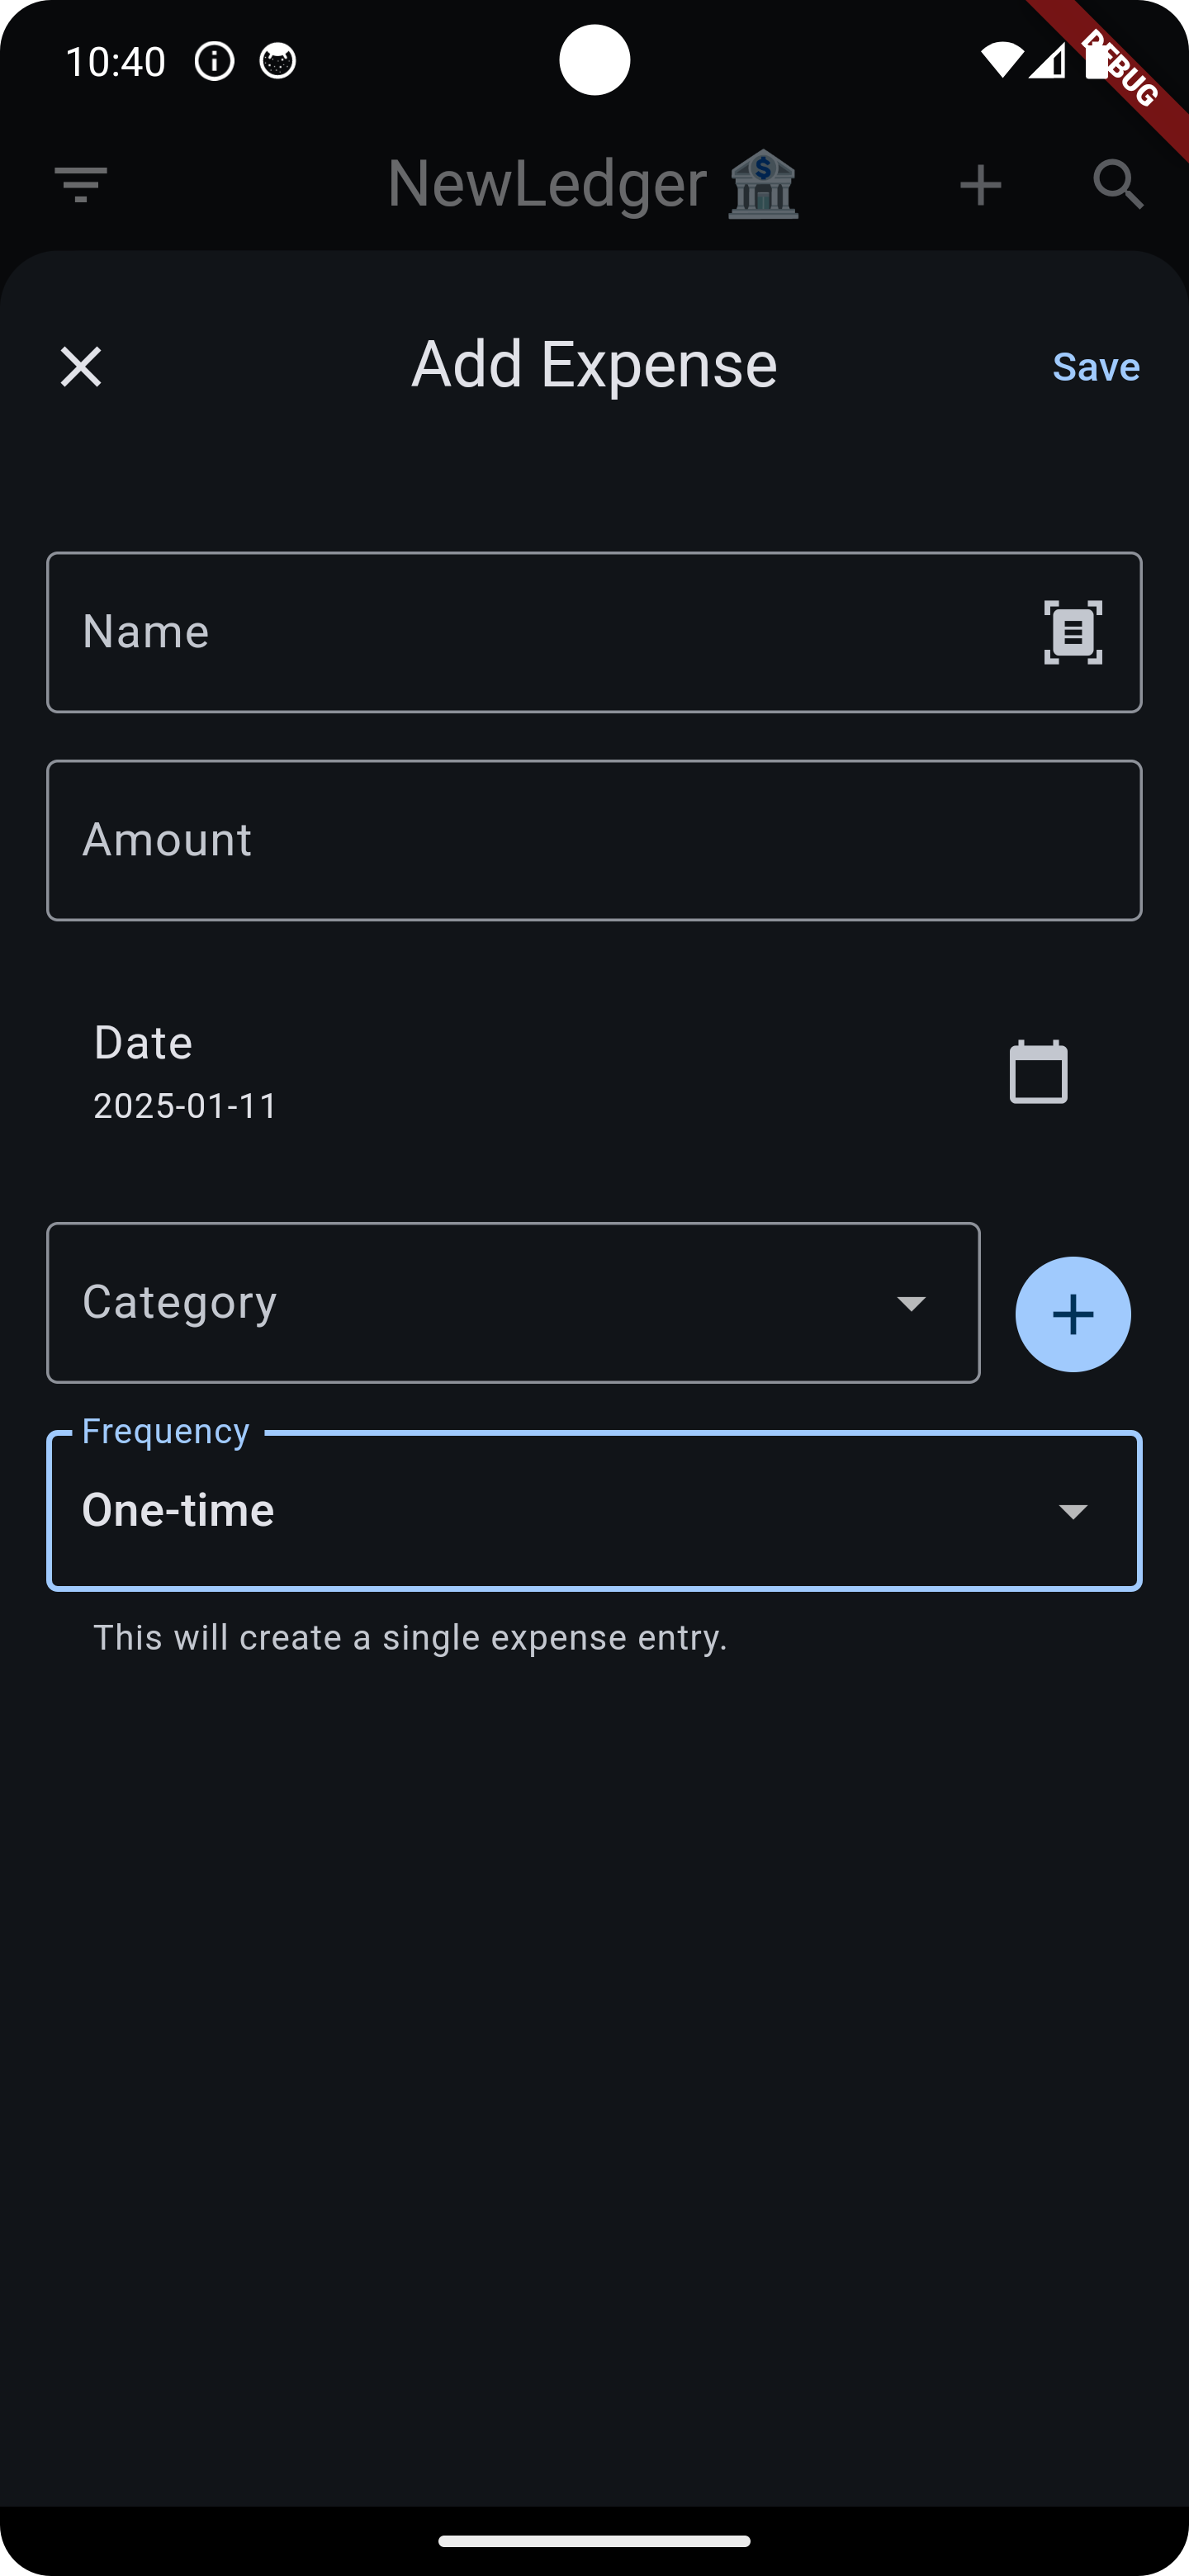 10:40
DEBUG
NewLedger
Add Expense
Save
Name
Amount
Date
2025-01-11
Category
Frequency
One-time
This will create a single expense entry.